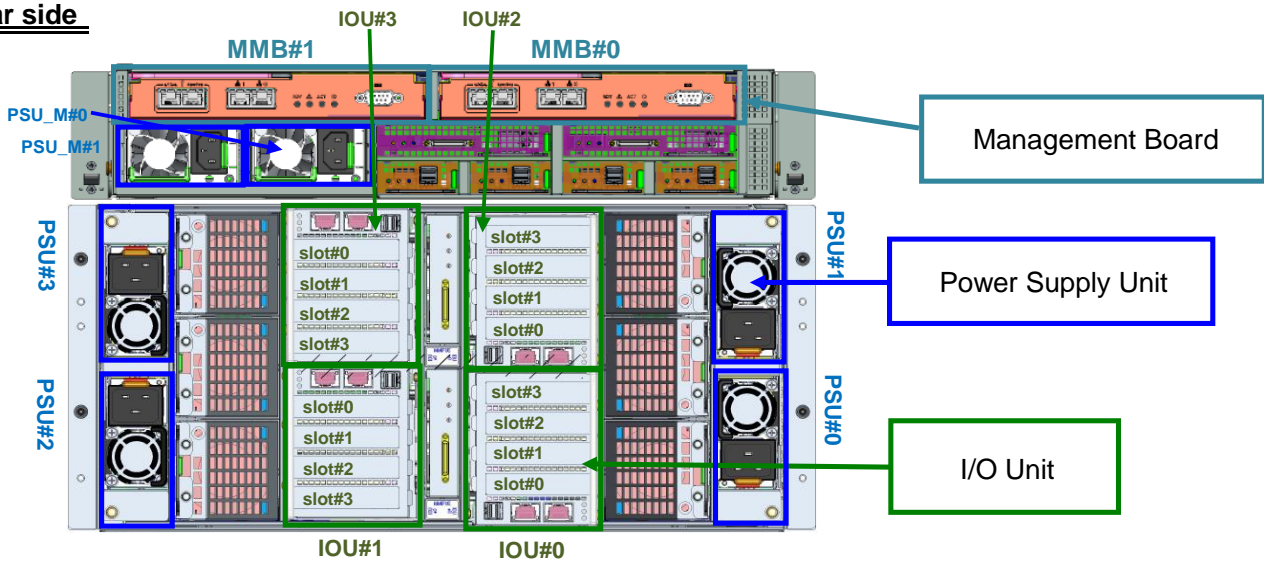 ar side
IOU#3
IOU#2
MMB#1
MMB#0
PSU_M#0
PSU_M#1
Management Board
PSU#3
PSU#1
slot#0
slot#1
slot#2
slot#3
slot#3
slot#2
slot#1
slot#0
Power Supply Unit
PSU#2
PSU#0
slot#0
slot#1
slot#2
slot#3
slot#3
slot#2
slot#1
slot#0
I/O Unit
IOU#1
IOU#0